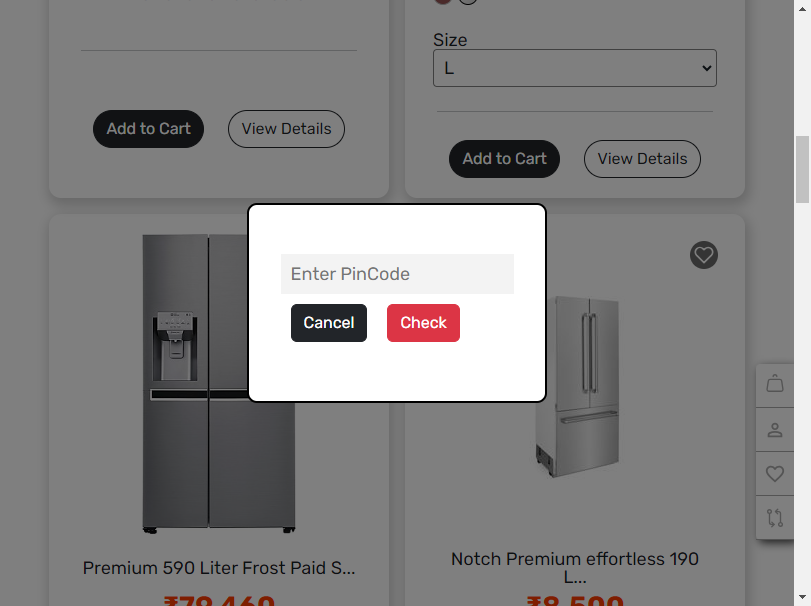 Size
L
Add to Cart
View Details
Add to Cart
View Details
Enter PinCode
Cancel
Check
Premium 590 Liter Frost Paid S...
Notch Premium effortless 190
L...
₹79,460
₹8,500